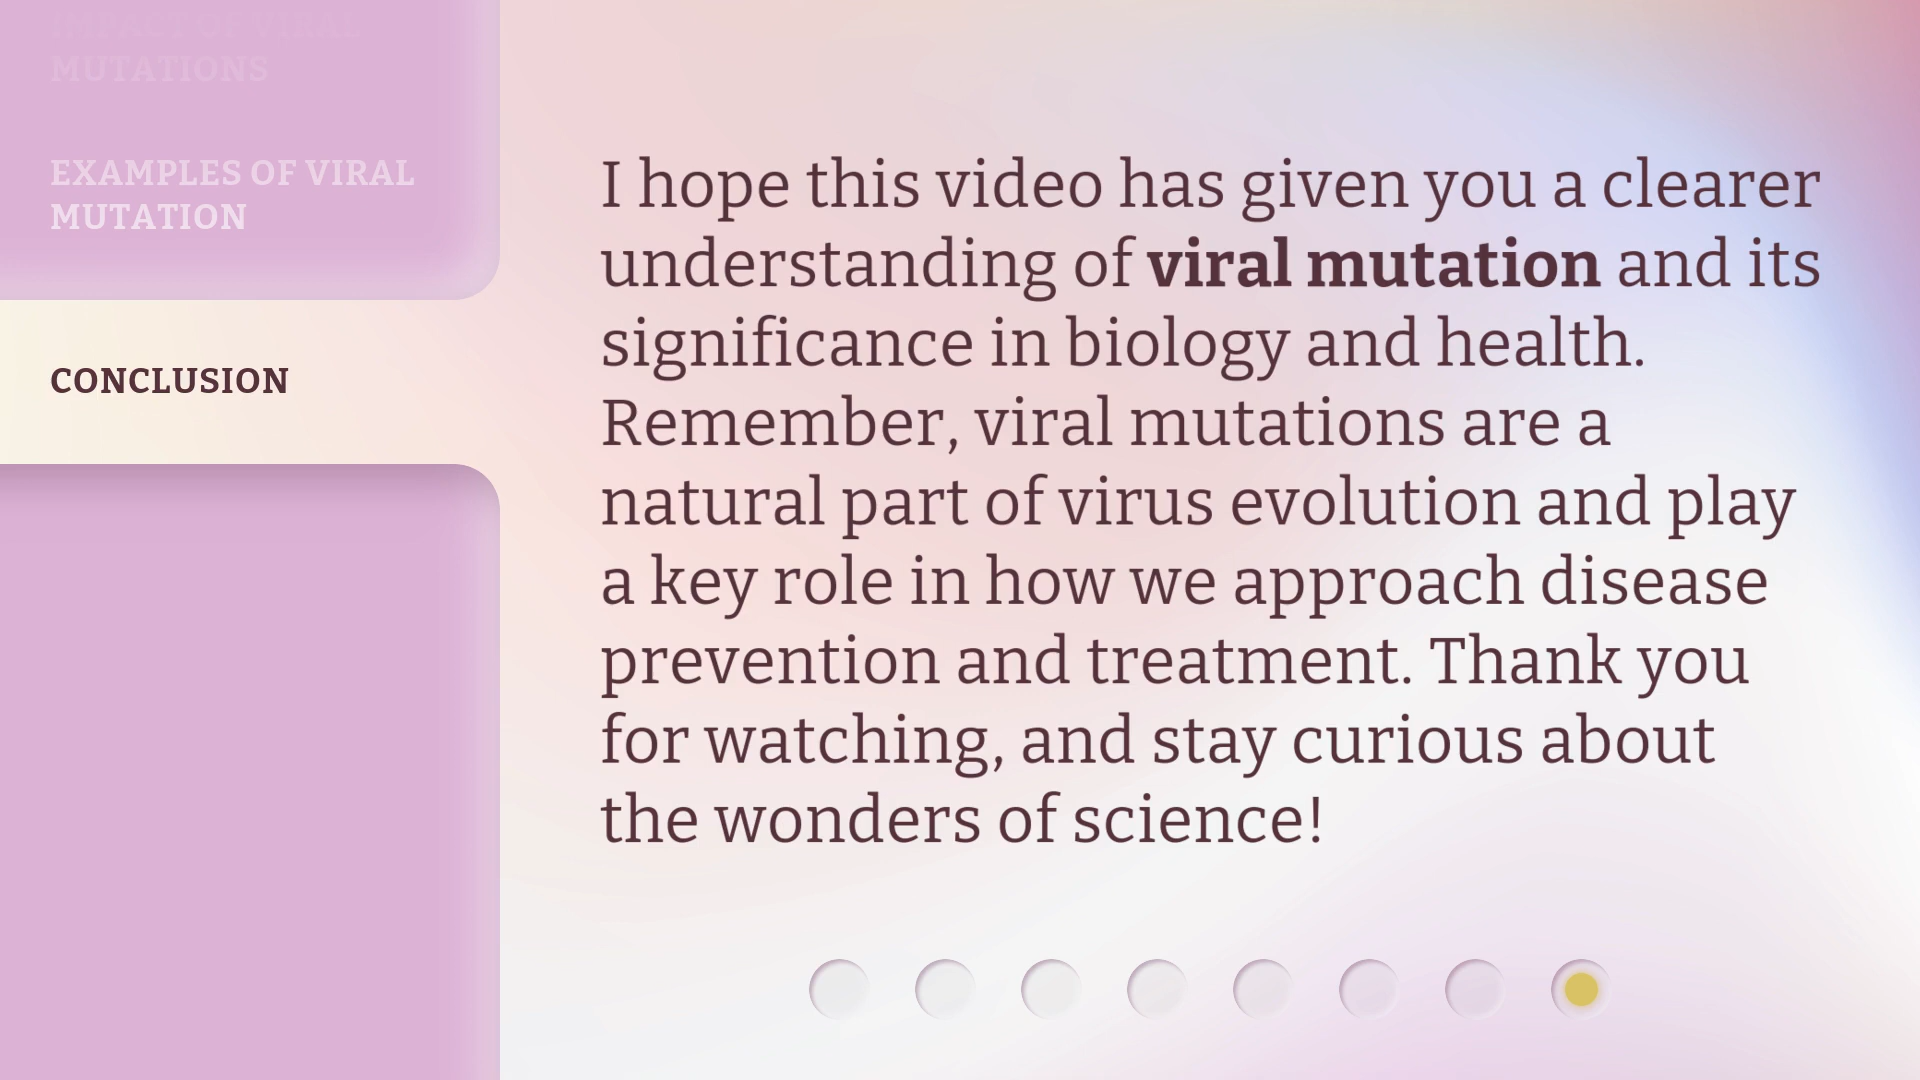 IMPACT OF VIRAL
MUTATIONS
EXAMPLES OF VIRAL
MUTATION
CONCLUSION
I hope this video has given you a clearer
understanding of viral mutation and its
significance in biology and health.
Remember, viral mutations are a
natural part of virus evolution and play
a key role in how we approach disease
prevention and treatment. Thank you
for watching, and stay curious about
the wonders of science!